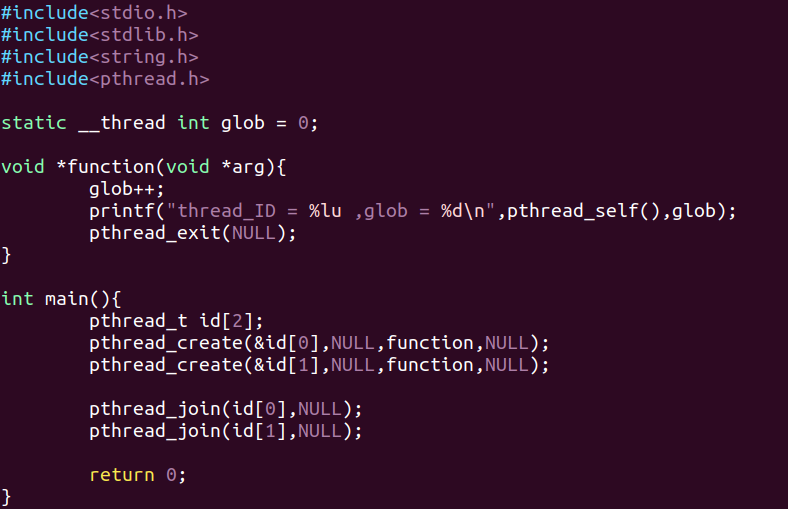 #include<stdio.h>
#include<stdlib.h>
#include<string.h>
#include<pthread.h>

static __thread int glob = 0;

void *function(void *arg){
        glob++;
        printf("thread_ID = %lu ,glob = %d\n",pthread_self(),glob);
        pthread_exit(NULL);
}

int main(){
        pthread_t id[2];
        pthread_create(&id[0],NULL,function,NULL);
        pthread_create(&id[1],NULL,function,NULL);

        pthread_join(id[0],NULL);
        pthread_join(id[1],NULL);

        return 0;
}